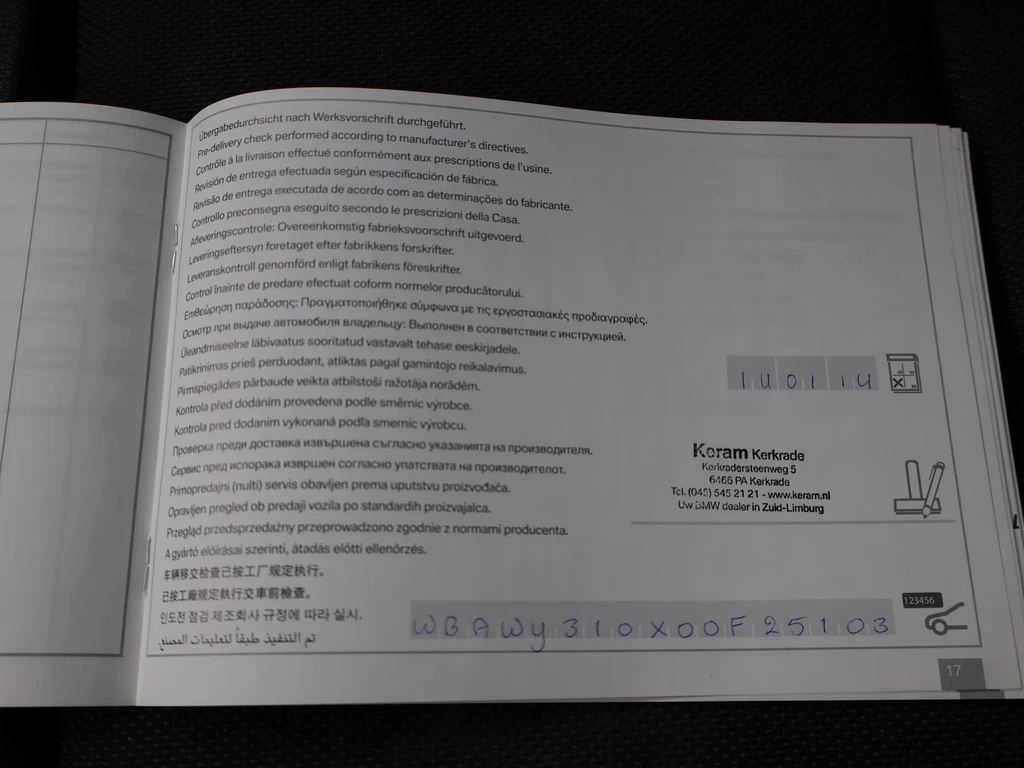 Übergabedurchsicht nach Werksvorschrift durchgeführt.
Pre-delivery check performed according to manufacturer's directives.
Contrôle à la livraison effectué conformément aux prescriptions de l'usine.
Revisión de entrega efectuada según especificación de fábrica.
Revisão de entrega executada de acordo com as determinações do fabricante.
Controllo preconsegna eseguito secondo le prescrizioni della Casa.
Afleveringscontrole: Overeenkomstig fabrieksvoorschrift uitgevoerd.
Leveringseftersyn foretaget efter fabrikkens forskrifter.
Leveranskontroll genomförd enligt fabrikens föreskrifter.
Control înainte de predare efectuat coform normelor producătorului.
Επιθεώρηση παράδοσης: Πραγματοποιήθηκε σύμφωνα με τις εργοστασιακές προδιαγραφές.
Осмотр при выдаче автомобиля владельцу: Выполнен в соответствии с инструкцией.
Üleandmiseelne läbivaatus sooritatud vastavalt tehase eeskirjadele.
Patikrinimas prieš perduodant, atliktas pagal gamintojo reikalavimus.
Pirmspiegādes pārbaude veikta atbilstoši ražotāja norādēm.
Kontrola před dodáním provedena podle směrnic výrobce.
Kontrola pred dodaním vykonaná podľa smerníc výrobcu.
Проверка преди доставка извършена съгласно указанията на производителя.
Сервис пред испорака извршен согласно упатствата на производителот.
Primopredajni (nulti) servis obavljen prema uputstvu proizvođača.
Opravljen pregled ob predaji vozila po standardih proizvajalca.
Przegląd przedsprzedażny przeprowadzono zgodnie z normami producenta.
A gyártó előírásai szerinti, átadás előtti ellenőrzés.
车辆移交检查已按工厂规定执行。
已按工廠規定執行交車前檢查。
인도전 점검 제조회사 규정에 따라 실시.
تم التنفيذ طبقاً لتعليمات المصنع.
1401 14
Keram Kerkrade
Kerkradersteenweg 5
6466 PA Kerkrade
Tel. (045) 545 21 21 - www.keram.nl
Uw BMW dealer in Zuid-Limburg
123456
WBAWY310X00F25103
17